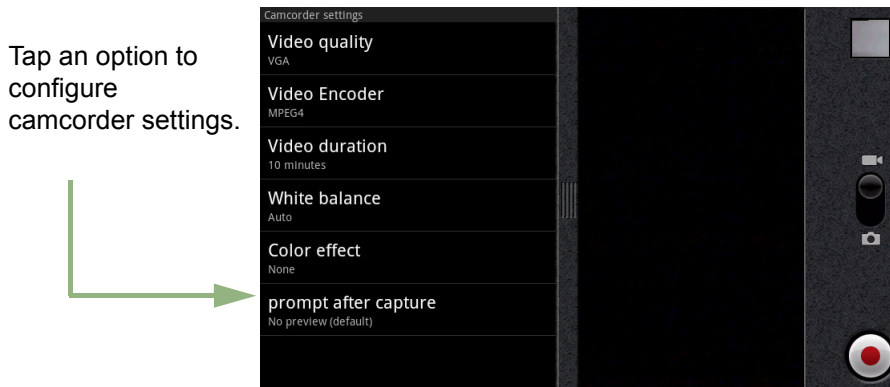 Tap an option to
configure
camcorder settings.
Camcorder settings
Video quality
VGA
Video Encoder
MPEG4
Video duration
10 minutes
White balance
Auto
Color effect
None
prompt after capture
No preview (default)